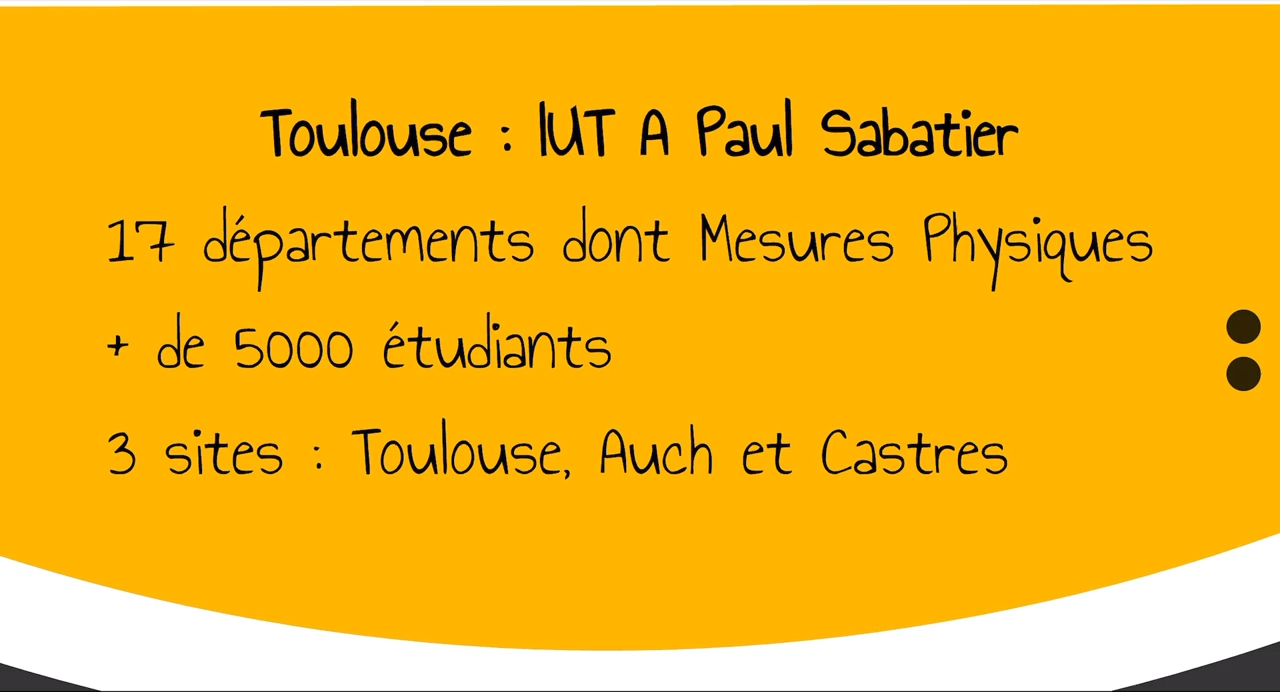 Toulouse : IUT A Paul Sabatier
17 départements dont Mesures Physiques
+ de 5000 étudiants
3 sites : Toulouse, Auch et Castres